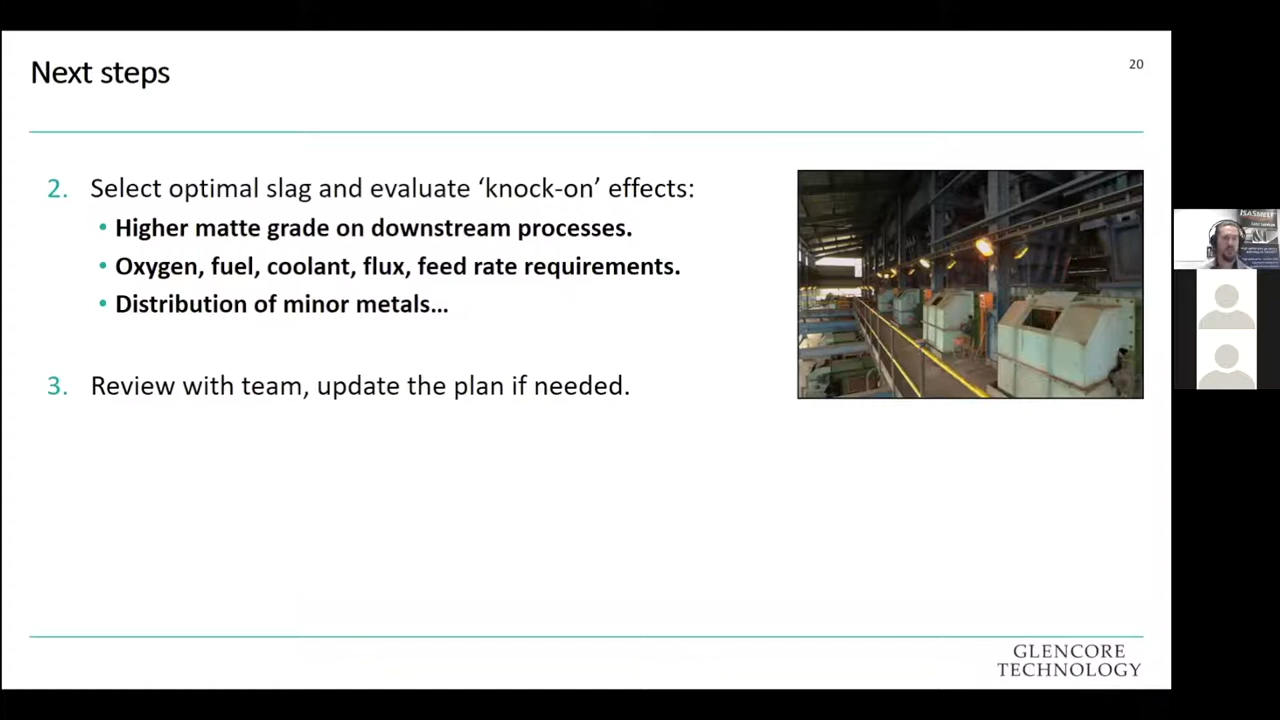 Next steps
20
2. Select optimal slag and evaluate ‘knock-on’ effects:
• Higher matte grade on downstream processes.
• Oxygen, fuel, coolant, flux, feed rate requirements.
• Distribution of minor metals…
3. Review with team, update the plan if needed.
GLENCORE
TECHNOLOGY
ISASMELT